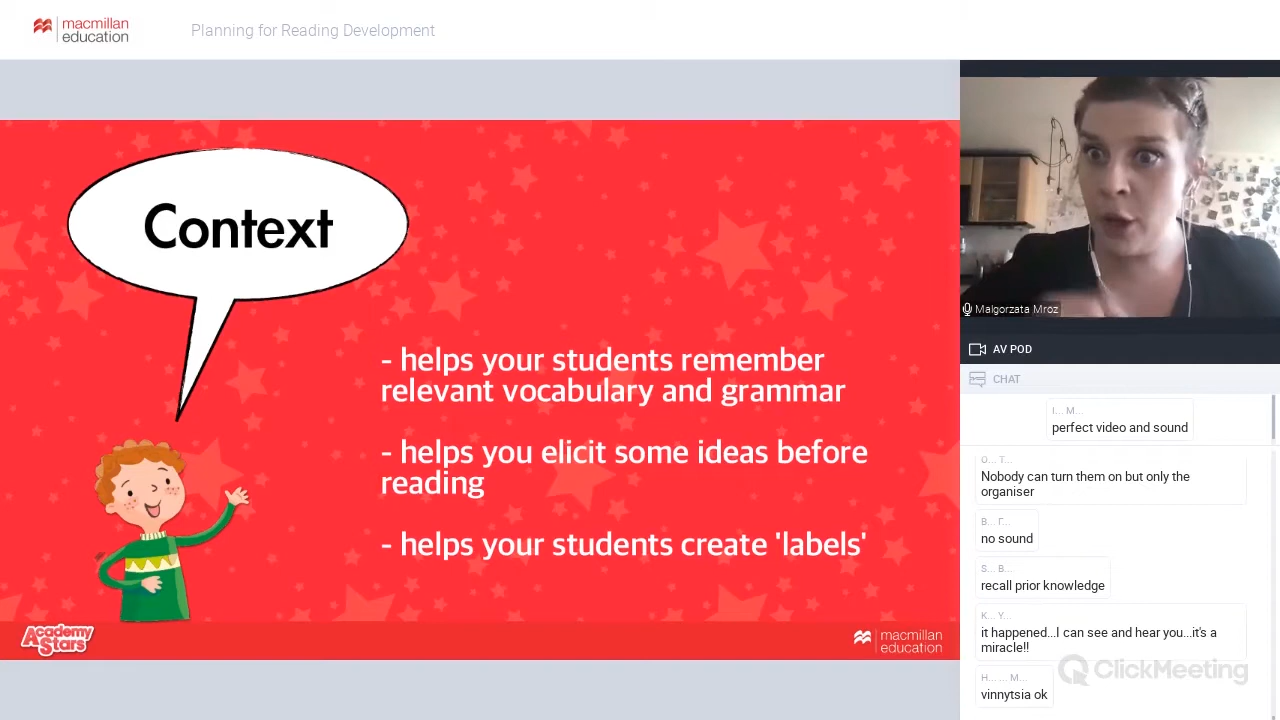 macmillan
education
Planning for Reading Development
Context
- helps your students remember
relevant vocabulary and grammar
- helps you elicit some ideas before
reading
- helps your students create 'labels'
Academy
Stars
macmillan
education
Malgorzata Mroz
AV POD
CHAT
I... M...
perfect video and sound
O... T...
Nobody can turn them on but only the
organiser
В... Г...
no sound
S... B...
recall prior knowledge
K... Y...
it happened...I can see and hear you...it's a
miracle!!
H... ... M...
vinnytsia ok
ClickMeeting